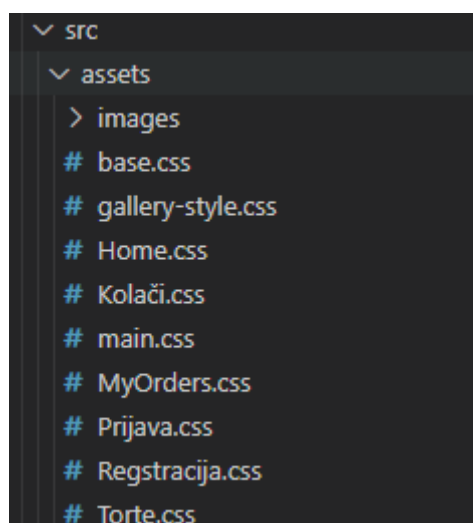 src
assets
images
# base.css
# gallery-style.css
# Home.css
# Kolači.css
# main.css
# MyOrders.css
# Prijava.css
# Regstracija.css
# Torte.css